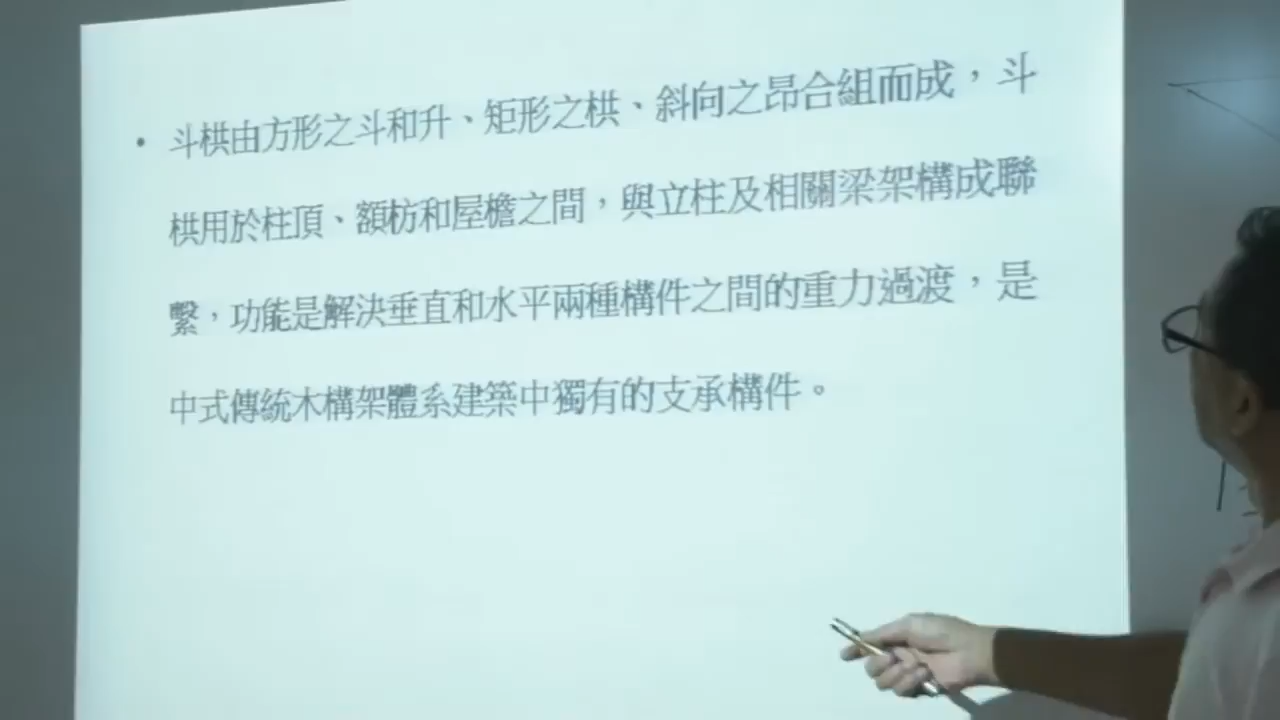 • 斗栱由方形之斗和升、矩形之栱、斜向之昂合組而成，斗
栱用於柱頂、額枋和屋檐之間，與立柱及相關梁架構成聯
繫，功能是解決垂直和水平兩種構件之間的重力過渡，是
中式傳統木構架體系建築中獨有的支承構件。